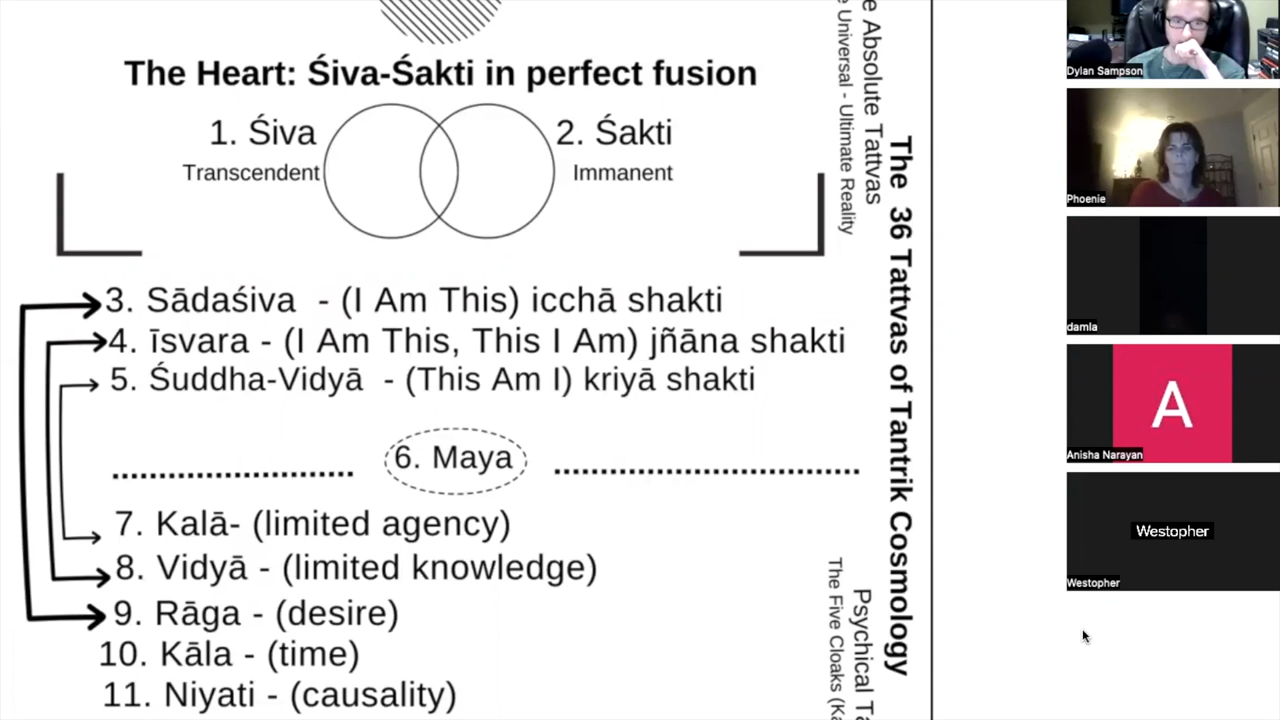 The Heart: Śiva-Śakti in perfect fusion
1. Śiva
Transcendent
2. Śakti
Immanent
3. Sādaśiva - (I Am This) icchā shakti
4. īsvara - (I Am This, This I Am) jñāna shakti
5. Śuddha-Vidyā - (This Am I) kriyā shakti
6. Maya
7. Kalā- (limited agency)
8. Vidyā - (limited knowledge)
9. Rāga - (desire)
10. Kāla - (time)
11. Niyati - (causality)
Absolute Tattvas
Universal - Ultimate Reality
The 36 Tattvas of Tantrik Cosmology
Psychical
The Five Cloaks
Dylan Sampson
Phoenie
damla
A
Anisha Narayan
Westopher
Westopher